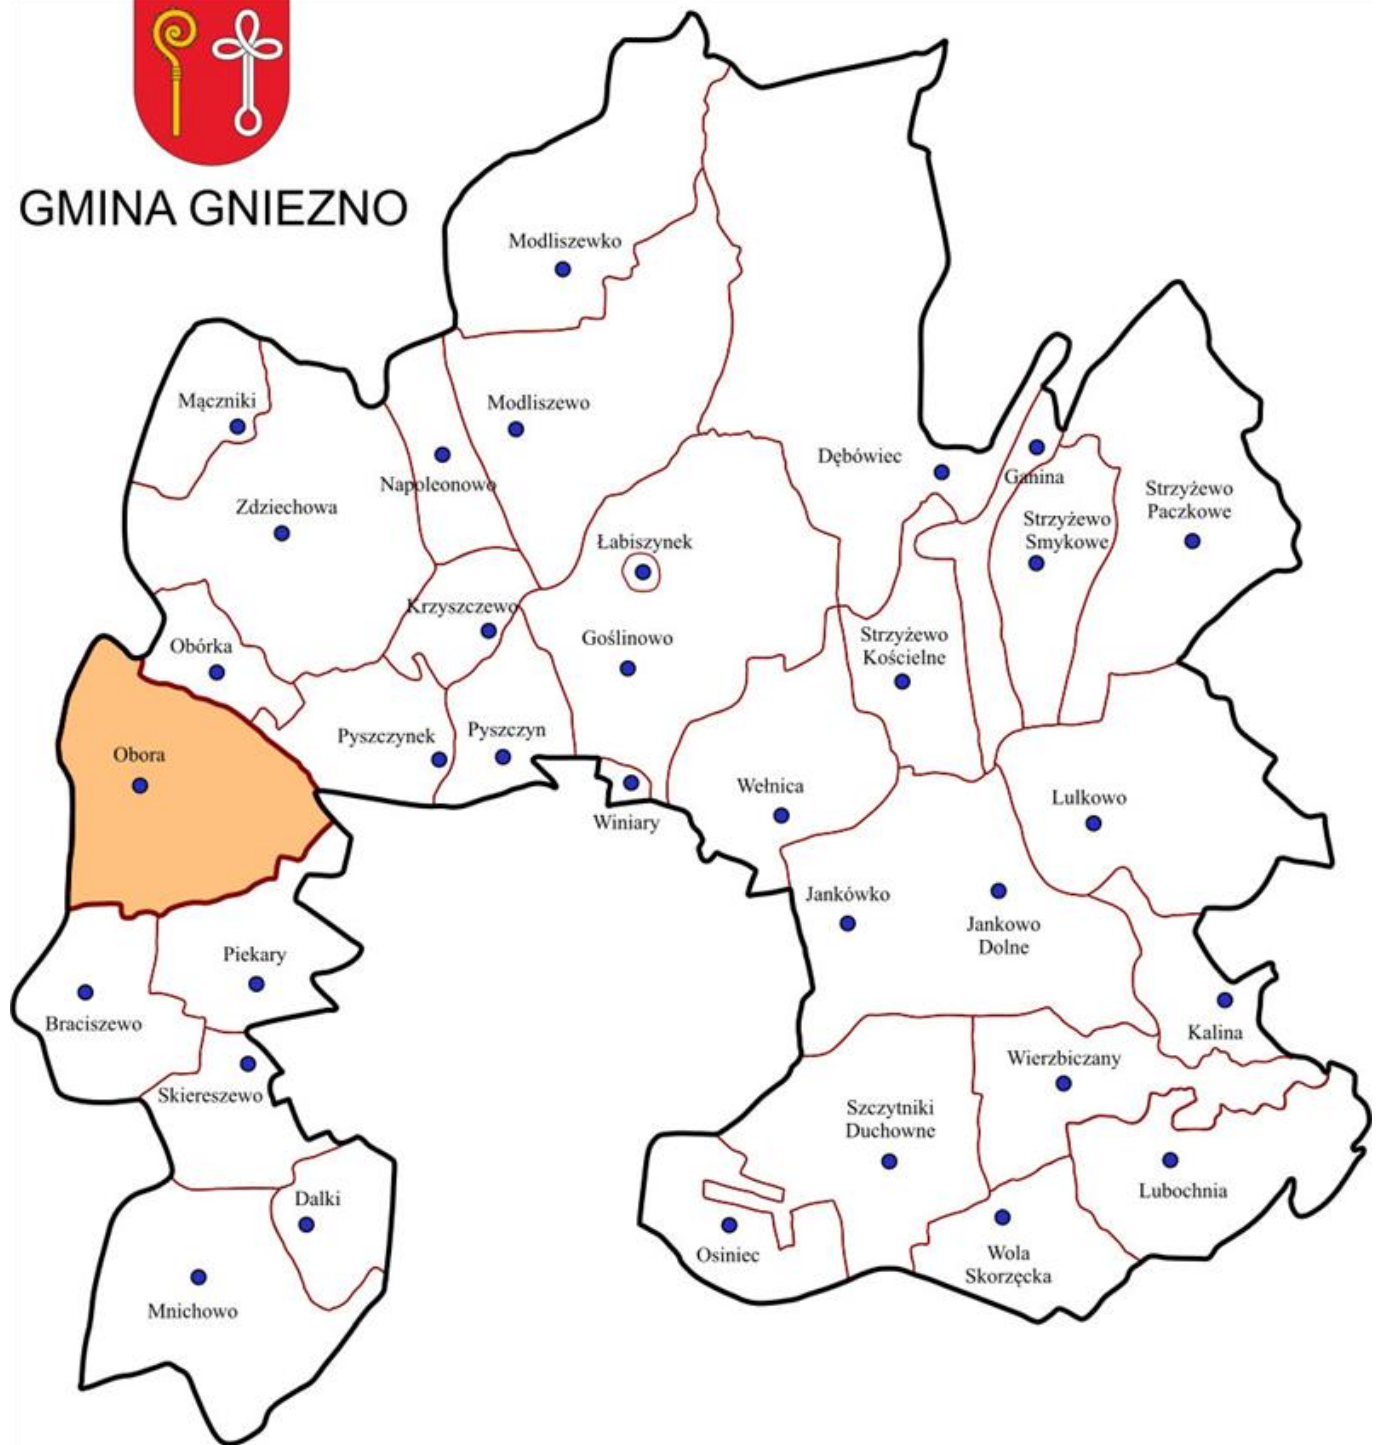 GMINA GNIEZNO
Modliszewko
Mączniki
Modliszewo
Dębówiec
Ganina
Napoleonowo
Strzyżewo
Paczkowe
Zdziechowa
Strzyżewo
Smykowe
Łabiszynek
Krzyszczewo
Goślinowo
Strzyżewo
Kościelne
Obórka
Pyszczynek
Pyszczyn
Obora
Wełnica
Lulkowo
Winiary
Jankówko
Jankowo
Dolne
Piekary
Braciszewo
Kalina
Wierzbiczany
Skiereszewo
Szczytniki
Duchowne
Dalki
Lubochnia
Osiniec
Wola
Skorzęcka
Mnichowo